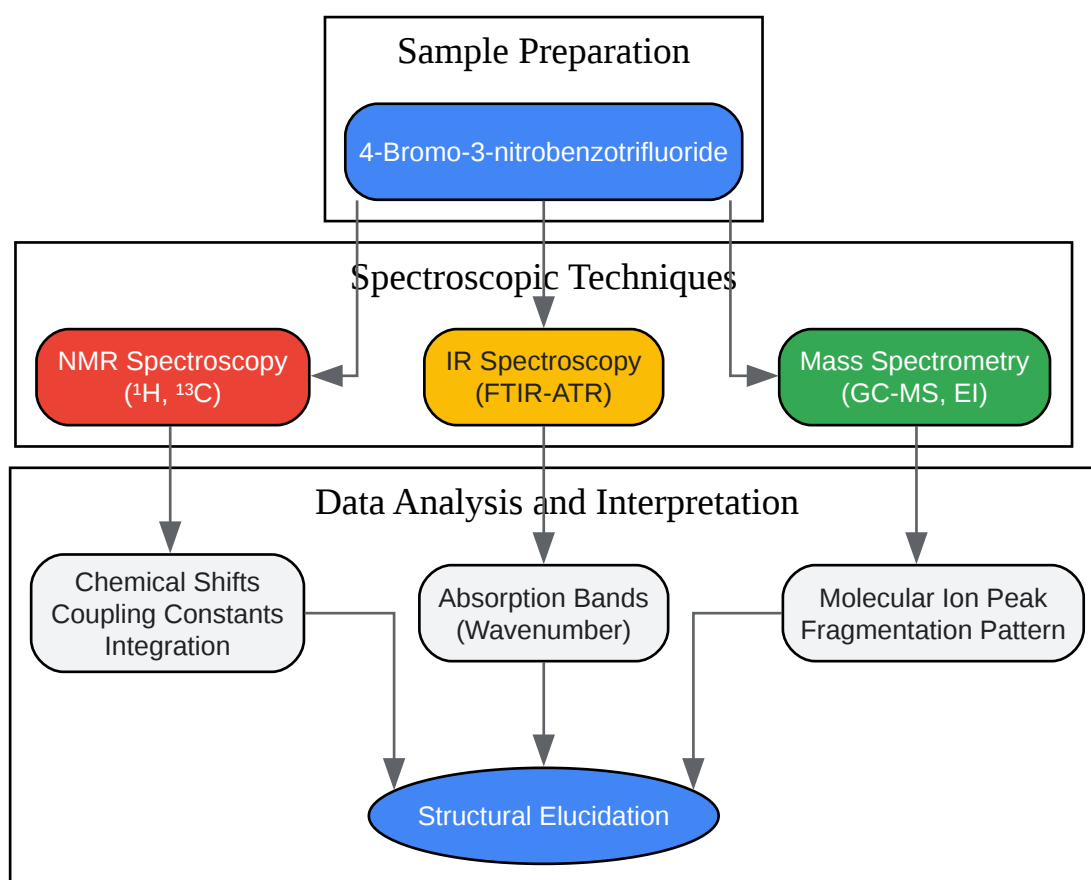 Sample Preparation
4-Bromo-3-nitrobenzotrifluoride
Spectroscopic Techniques
NMR Spectroscopy
(¹H, ¹³C)
IR Spectroscopy
(FTIR-ATR)
Mass Spectrometry
(GC-MS, EI)
Data Analysis and Interpretation
Chemical Shifts
Coupling Constants
Integration
Absorption Bands
(Wavenumber)
Molecular Ion Peak
Fragmentation Pattern
Structural Elucidation